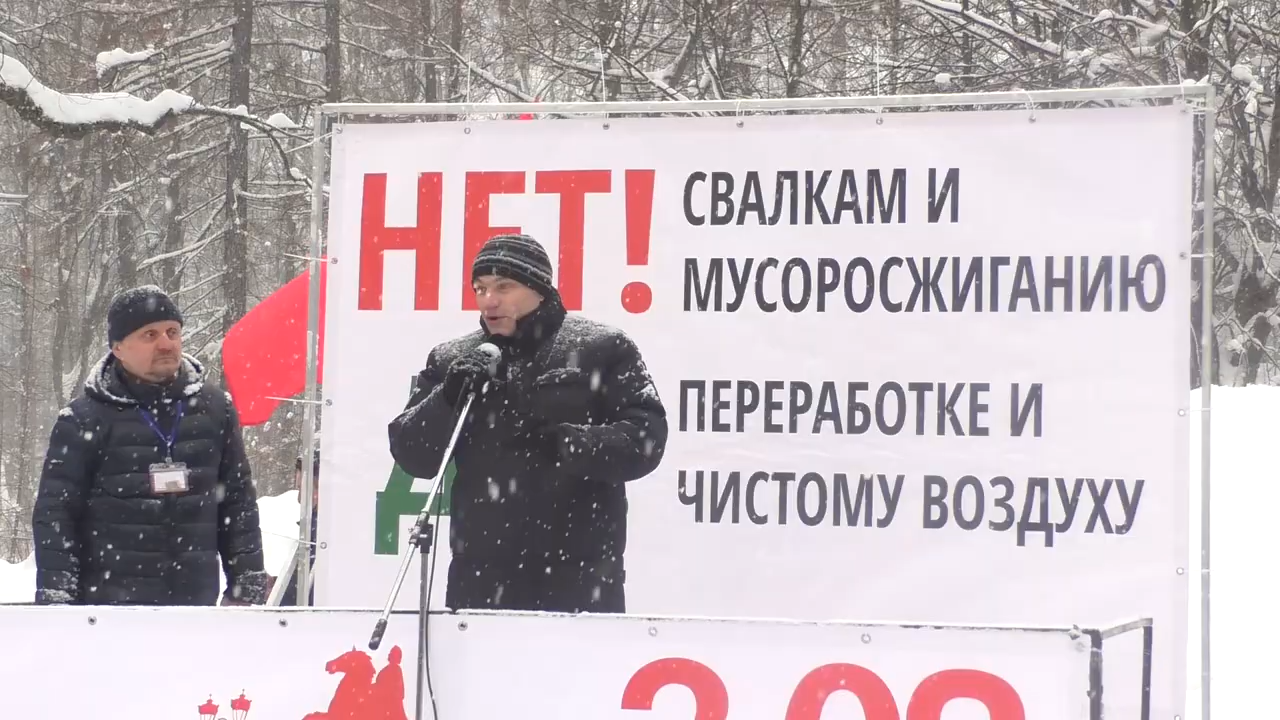 НЕТ!
СВАЛКАМ И
МУСОРОСЖИГАНИЮ
ПЕРЕРАБОТКЕ И
ЧИСТОМУ ВОЗДУХУ